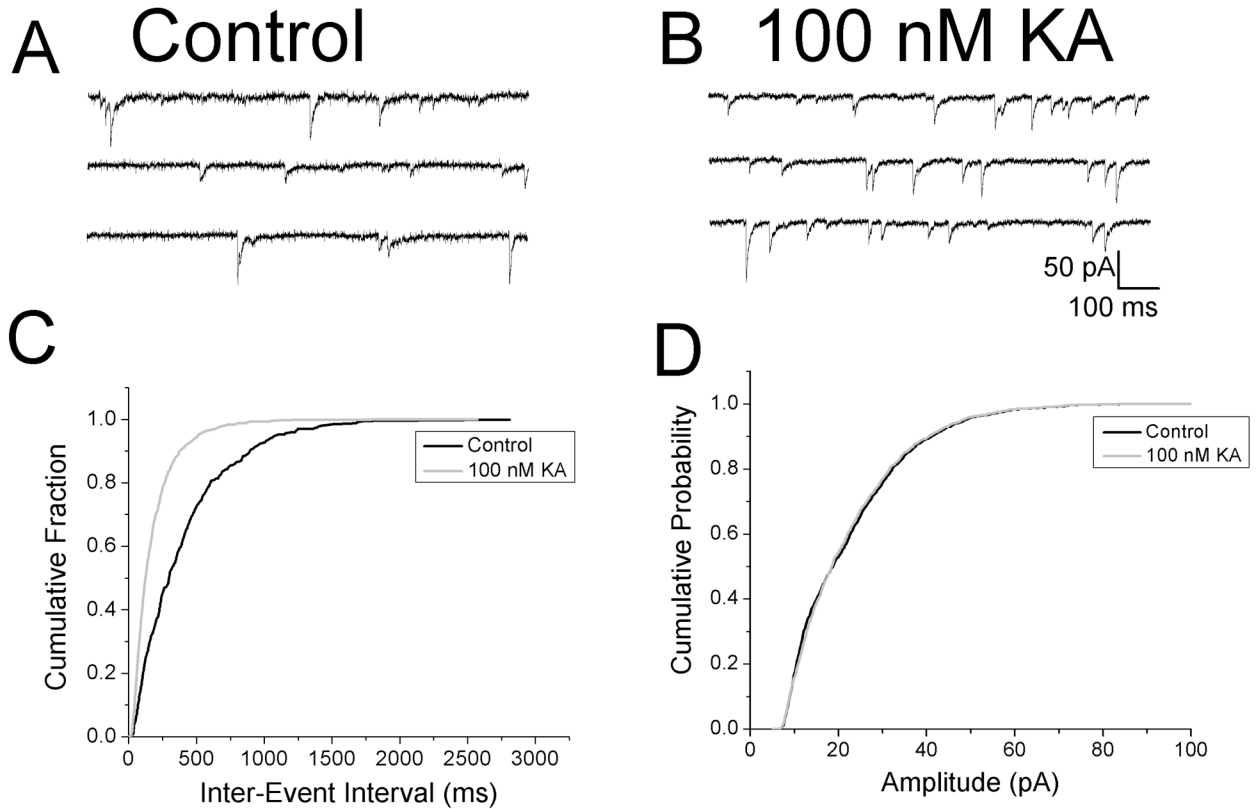 A Control
B 100 nM KA
50 pA
100 ms
C
Cumulative Fraction
1.0
0.8
0.6
0.4
0.2
0.0
0 500 1000 1500 2000 2500 3000
Inter-Event Interval (ms)
Control
100 nM KA
D
Cumulative Probability
1.0
0.8
0.6
0.4
0.2
0.0
0 20 40 60 80 100
Amplitude (pA)
Control
100 nM KA